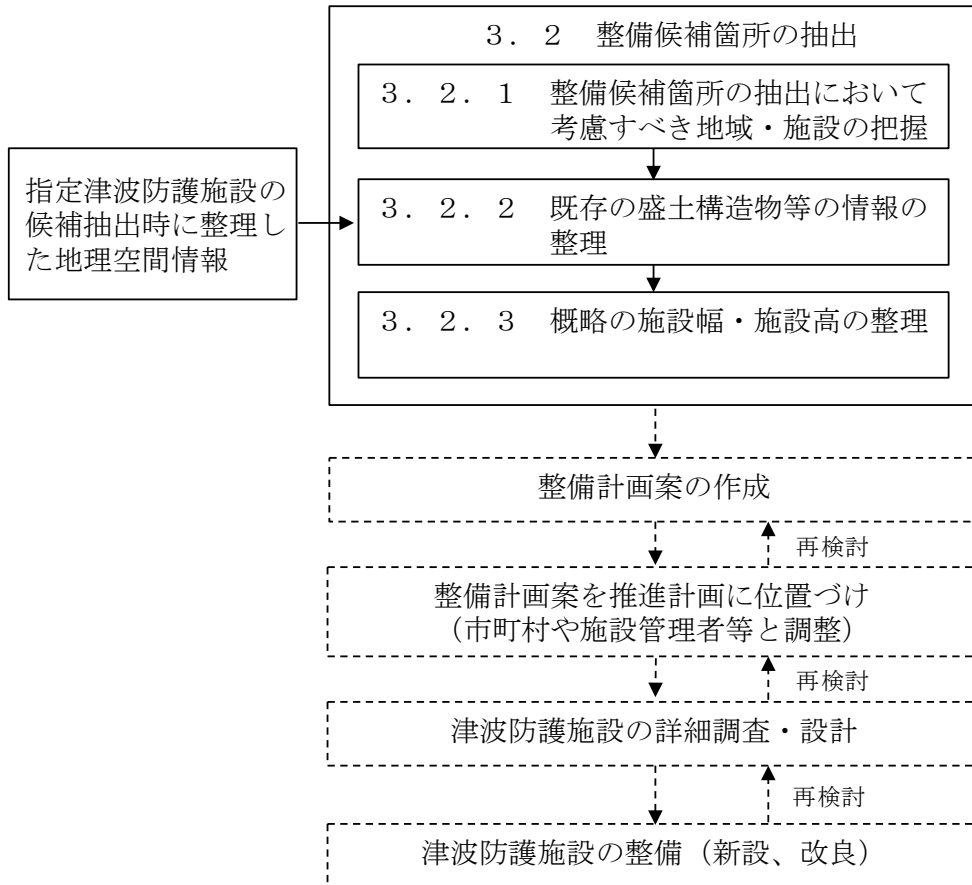 ３．２　整備候補箇所の抽出
３．２．１　整備候補箇所の抽出において
考慮すべき地域・施設の把握
指定津波防護施設の
候補抽出時に整理し
た地理空間情報
３．２．２　既存の盛土構造物等の情報の
整理
３．２．３　概略の施設幅・施設高の整理
整備計画案の作成
再検討
整備計画案を推進計画に位置づけ
（市町村や施設管理者等と調整）
再検討
津波防護施設の詳細調査・設計
再検討
津波防護施設の整備（新設、改良）